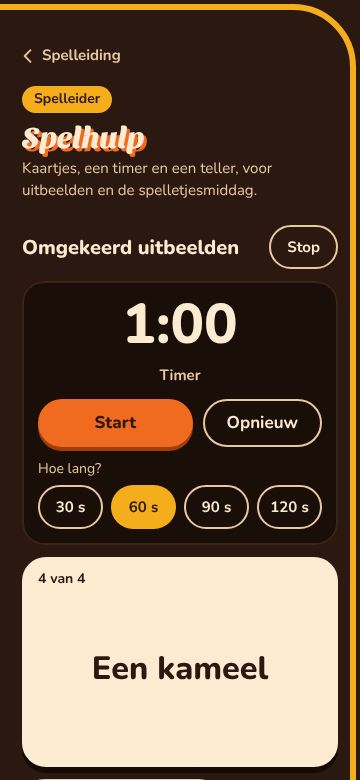 Spelleiding
Spelleider
Spelhulp
Kaartjes, een timer en een teller, voor
uitbeelden en de spelletjesmiddag.
Omgekeerd uitbeelden
Stop
1:00
Timer
Start
Opnieuw
Hoe lang?
30 s
60 s
90 s
120 s
4 van 4
Een kameel